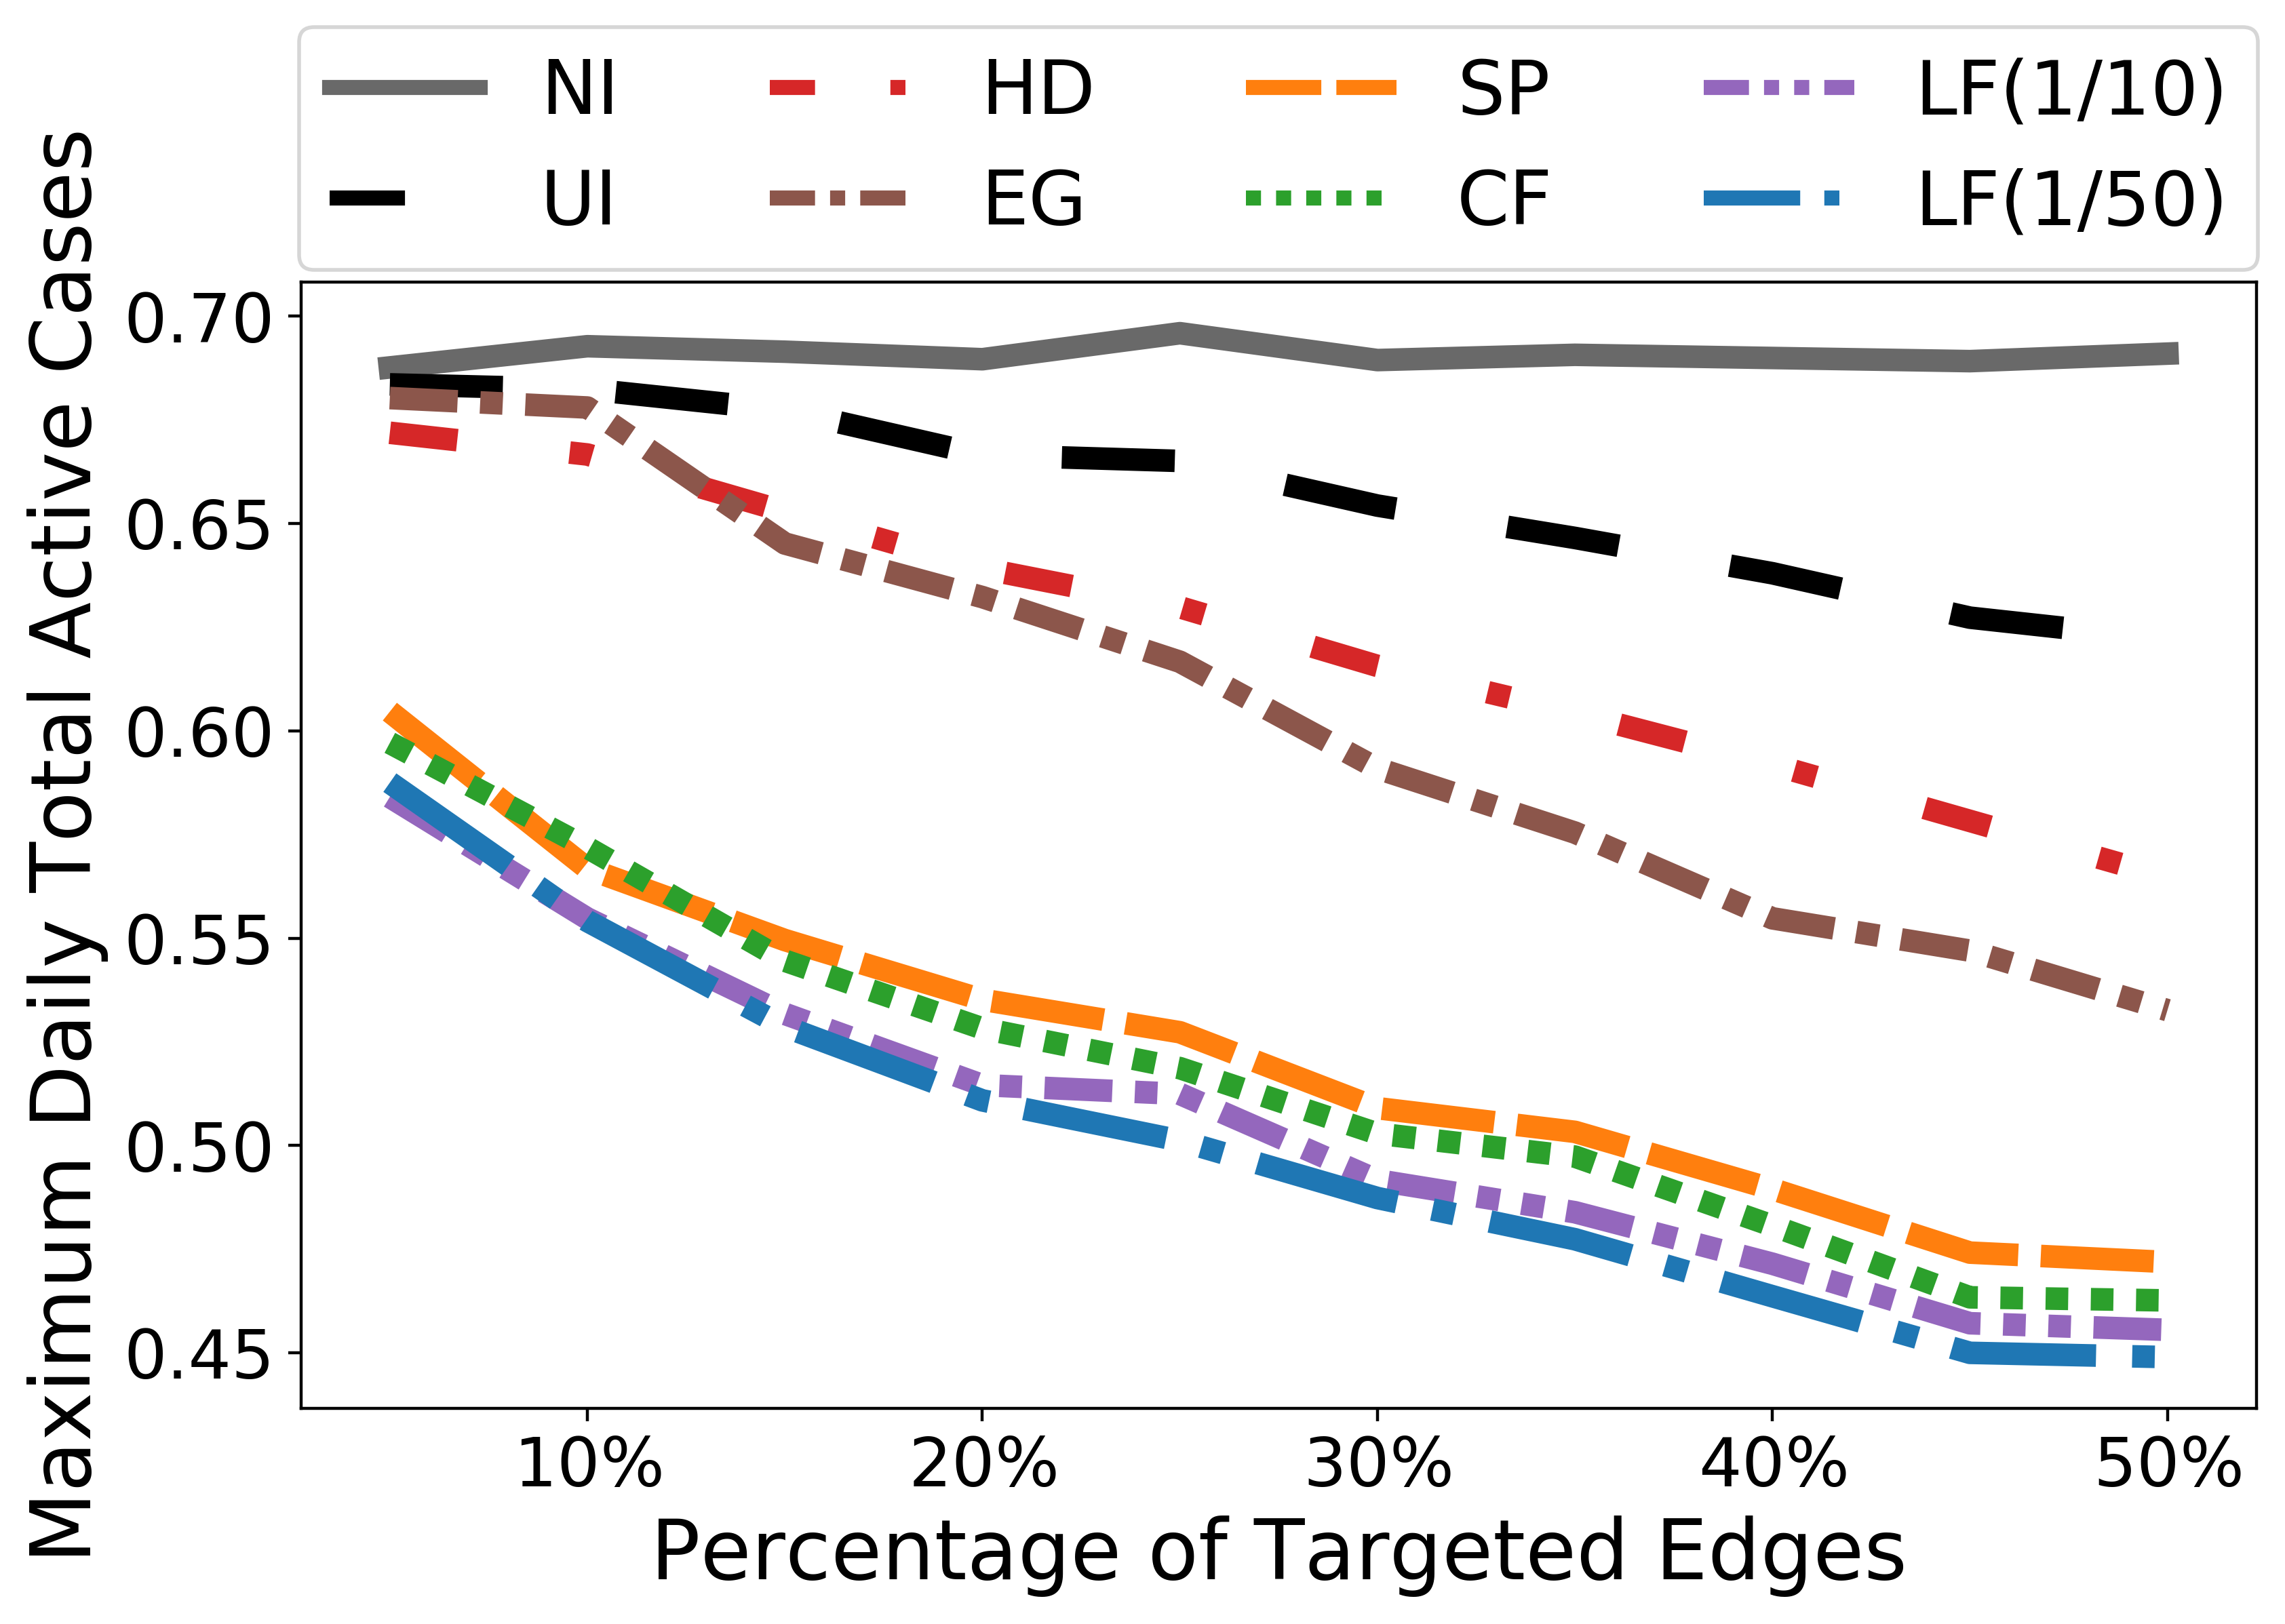 NI HD SP LF(1/10)
UI EG CF LF(1/50)
Maximum Daily Total Active Cases
0.70
0.65
0.60
0.55
0.50
0.45
10% 20% 30% 40% 50%
Percentage of Targeted Edges